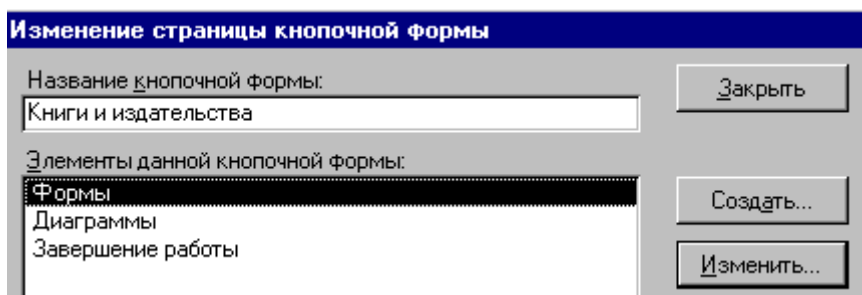 Изменение страницы кнопочной формы
Название кнопочной формы:
Закрыть
Книги и издательства
Элементы данной кнопочной формы:
Формы
Создать...
Диаграммы
Завершение работы
Изменить...